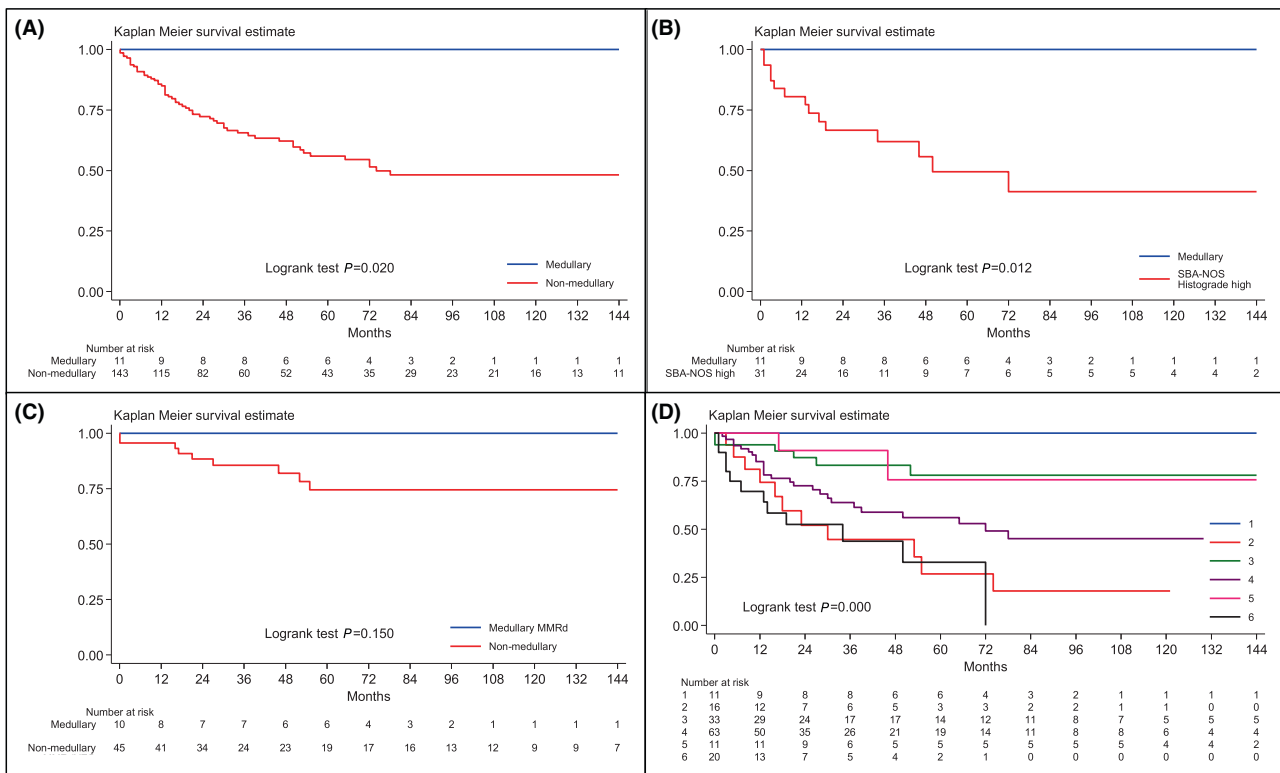 (A)
Kaplan Meier survival estimate
1.00
0.75
0.50
0.25
0.00
Logrank test P=0.020
Medullary
Non-medullary
0 12 24 36 48 60 72 84 96 108 120 132 144
Months
Number at risk
Medullary 11 9 8 8 6 6 4 3 2 1 1 1 1
Non-medullary 143 115 82 60 52 43 35 29 23 21 16 13 11
(B)
Kaplan Meier survival estimate
1.00
0.75
0.50
0.25
0.00
Logrank test P=0.012
Medullary
SBA-NOS
Histograde high
0 12 24 36 48 60 72 84 96 108 120 132 144
Months
Number at risk
Medullary 11 9 8 8 6 6 4 3 2 1 1 1 1
SBA-NOS high 31 24 16 11 9 7 6 5 5 5 4 4 2
(C)
Kaplan Meier survival estimate
1.00
0.75
0.50
0.25
0.00
Logrank test P=0.150
Medullary MMRd
Non-medullary
0 12 24 36 48 60 72 84 96 108 120 132 144
Months
Number at risk
Medullary 10 8 7 7 6 6 4 3 2 1 1 1 1
Non-medullary 45 41 34 24 23 19 17 16 13 12 9 9 7
(D)
Kaplan Meier survival estimate
1.00
0.75
0.50
0.25
0.00
Logrank test P=0.000
1
2
3
4
5
6
0 12 24 36 48 60 72 84 96 108 120 132 144
Months
Number at risk
1 11 9 8 8 6 6 4 3 2 1 1 1 1
2 16 12 7 6 5 3 3 2 2 1 1 0 0
3 33 29 24 17 17 14 12 11 8 7 5 5 5
4 63 50 35 26 21 19 14 11 8 8 6 4 4
5 11 11 9 6 5 5 5 5 5 5 4 4 2
6 20 13 7 5 4 2 1 0 0 0 0 0 0